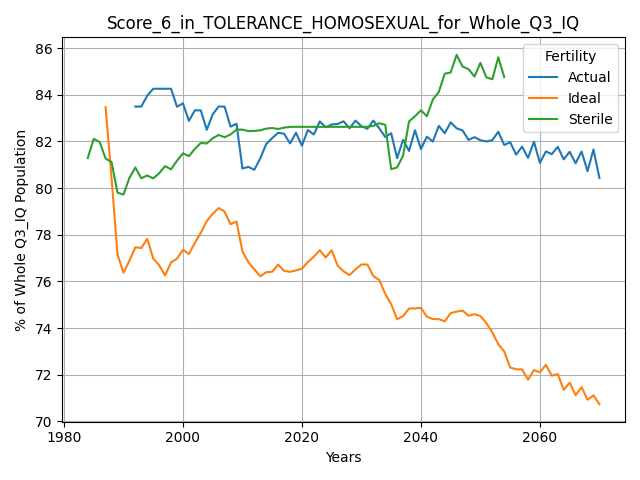 Score_6_in_TOLERANCE_HOMOSEXUAL_for_Whole_Q3_IQ
Fertility
Actual
Ideal
Sterile
% of Whole Q3_IQ Population
86
84
82
80
78
76
74
72
70
1980
2000
2020
2040
2060
Years